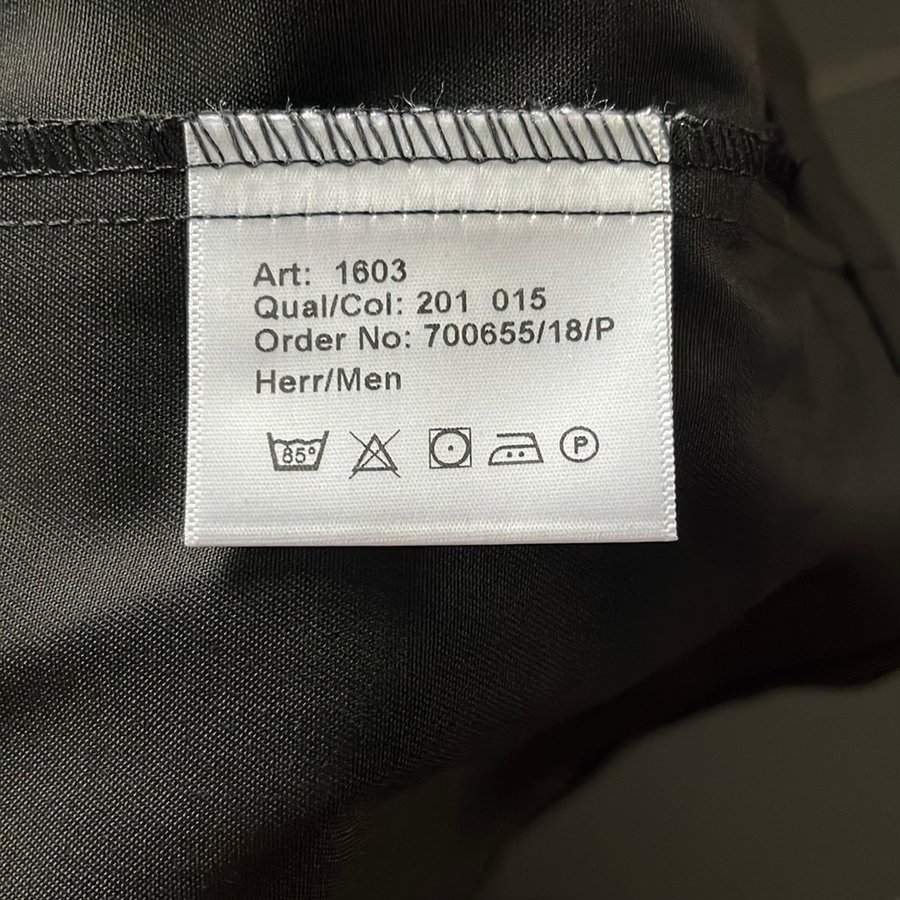 Art: 1603
Qual/Col: 201 015
Order No: 700655/18/P
Herr/Men
85° P